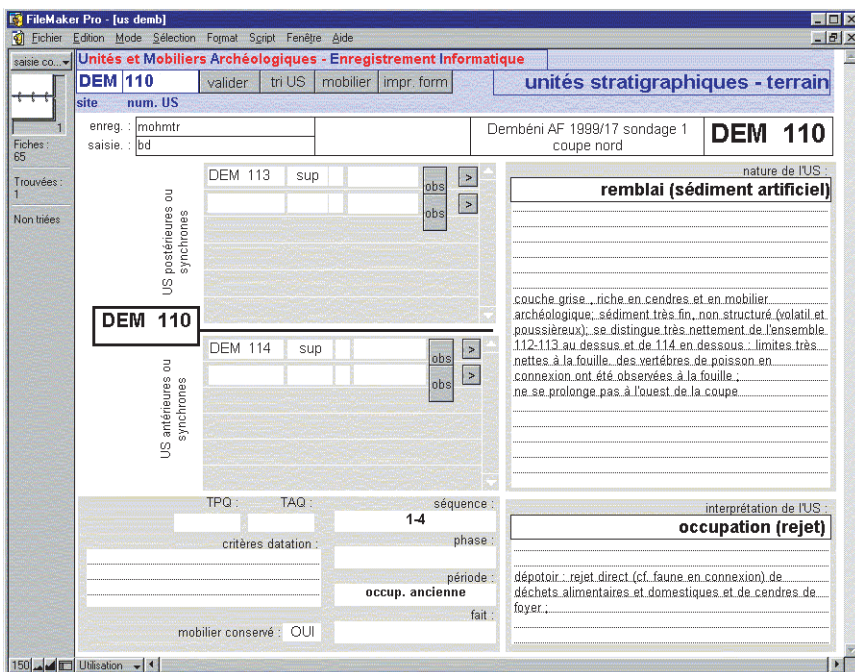 FileMaker Pro - [us demb]
Fichier Edition Mode Sélection Format Script Fenêtre Aide
saisie co...
Unités et Mobiliers Archéologiques - Enregistrement Informatique
DEM 110 valider tri US mobilier impr. form
unités stratigraphiques - terrain
site num. US
1
Fiches :
65
Trouvées :
1
Non triées
enreg. : mohmtr
saisie. : bd
Dembéni AF 1999/17 sondage 1
coupe nord
DEM 110
US postérieures ou
synchrones
DEM 113 sup obs >
obs >
DEM 110
US antérieures ou
synchrones
DEM 114 sup obs >
obs >
nature de l'US :
remblai (sédiment artificiel)
couche grise , riche en cendres et en mobilier
archéologique; sédiment très fin, non structuré (volatil et
poussièreux); se distingue très nettement de l'ensemble
112-113 au dessus et de 114 en dessous : limites très
nettes à la fouille. des vertébres de poisson en
connexion ont été observées à la fouille ;
ne se prolonge pas à l'ouest de la coupe
TPQ : TAQ :
critères datation :
mobilier conservé : OUI
séquence :
1-4
phase :
période :
occup. ancienne
fait :
interprétation de l'US :
occupation (rejet)
dépotoir : rejet direct (cf. faune en connexion) de
déchets alimentaires et domestiques et de cendres de
foyer ;
150 Utilisation